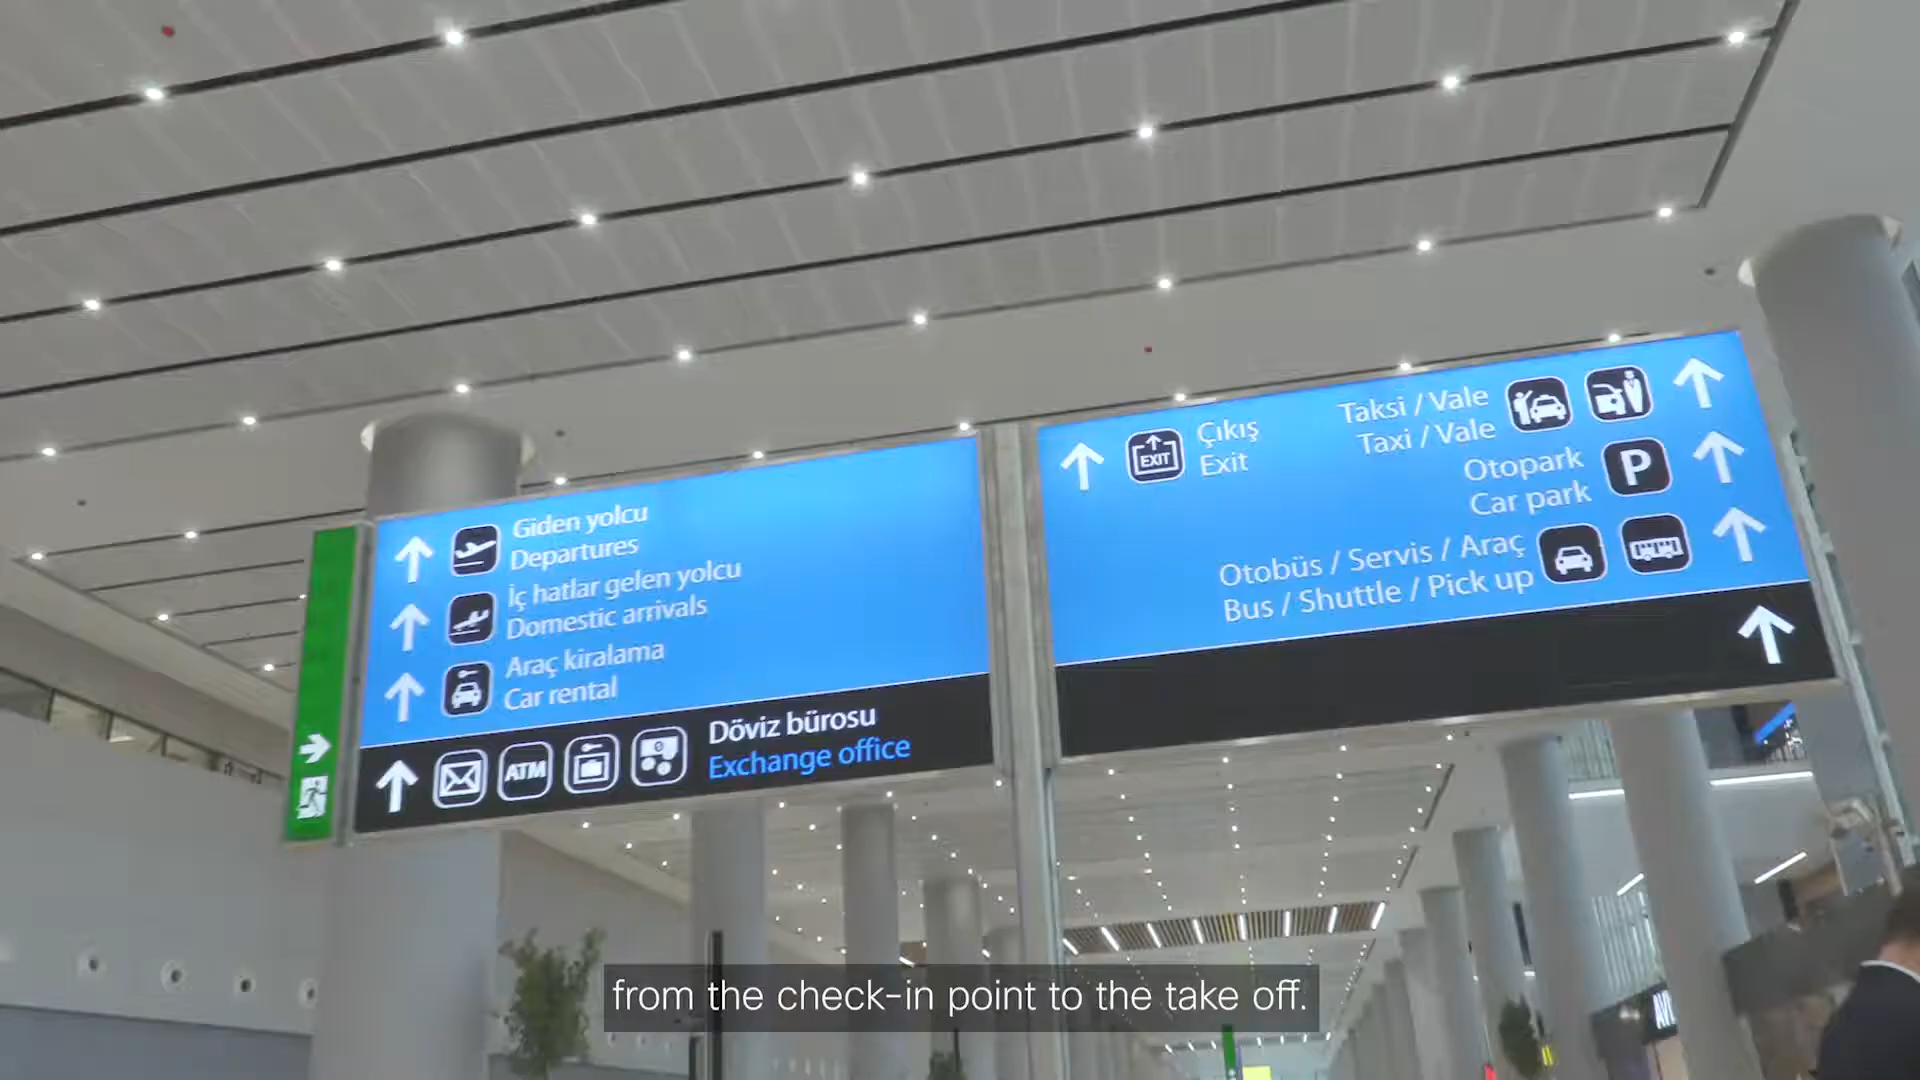 Giden yolcu
Departures
İç hatlar gelen yolcu
Domestic arrivals
Araç kiralama
Car rental
ATM
Döviz bürosu
Exchange office
EXIT
Çıkış
Exit
Taksi / Vale
Taxi / Vale
Otopark
Car park
P
Otobüs / Servis / Araç
Bus / Shuttle / Pick up
from the check-in point to the take off.